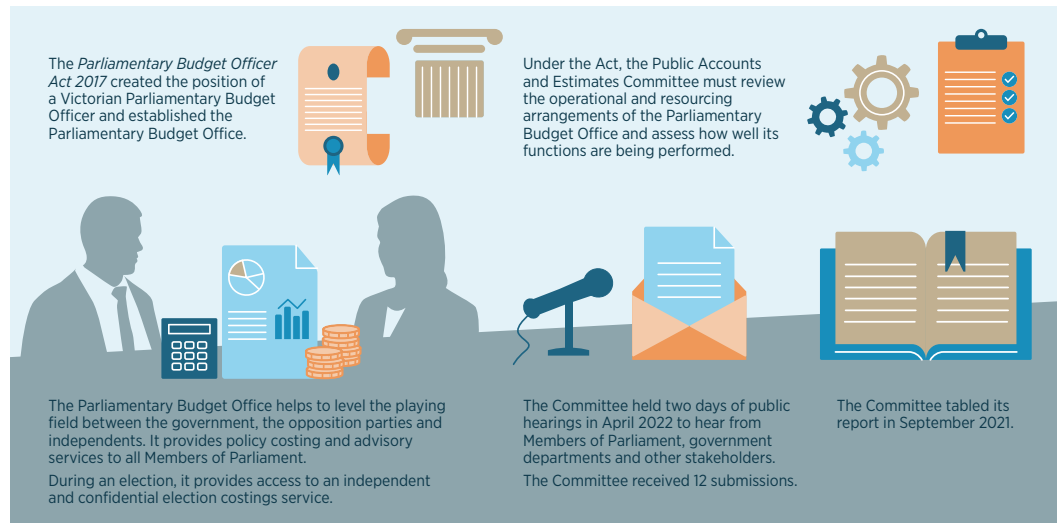 The Parliamentary Budget Officer
Act 2017 created the position of
a Victorian Parliamentary Budget
Officer and established the
Parliamentary Budget Office.
Under the Act, the Public Accounts
and Estimates Committee must review
the operational and resourcing
arrangements of the Parliamentary
Budget Office and assess how well its
functions are being performed.
The Parliamentary Budget Office helps to level the playing
field between the government, the opposition parties and
independents. It provides policy costing and advisory
services to all Members of Parliament.
During an election, it provides access to an independent
and confidential election costings service.
The Committee held two days of public
hearings in April 2022 to hear from
Members of Parliament, government
departments and other stakeholders.
The Committee received 12 submissions.
The Committee tabled its
report in September 2021.